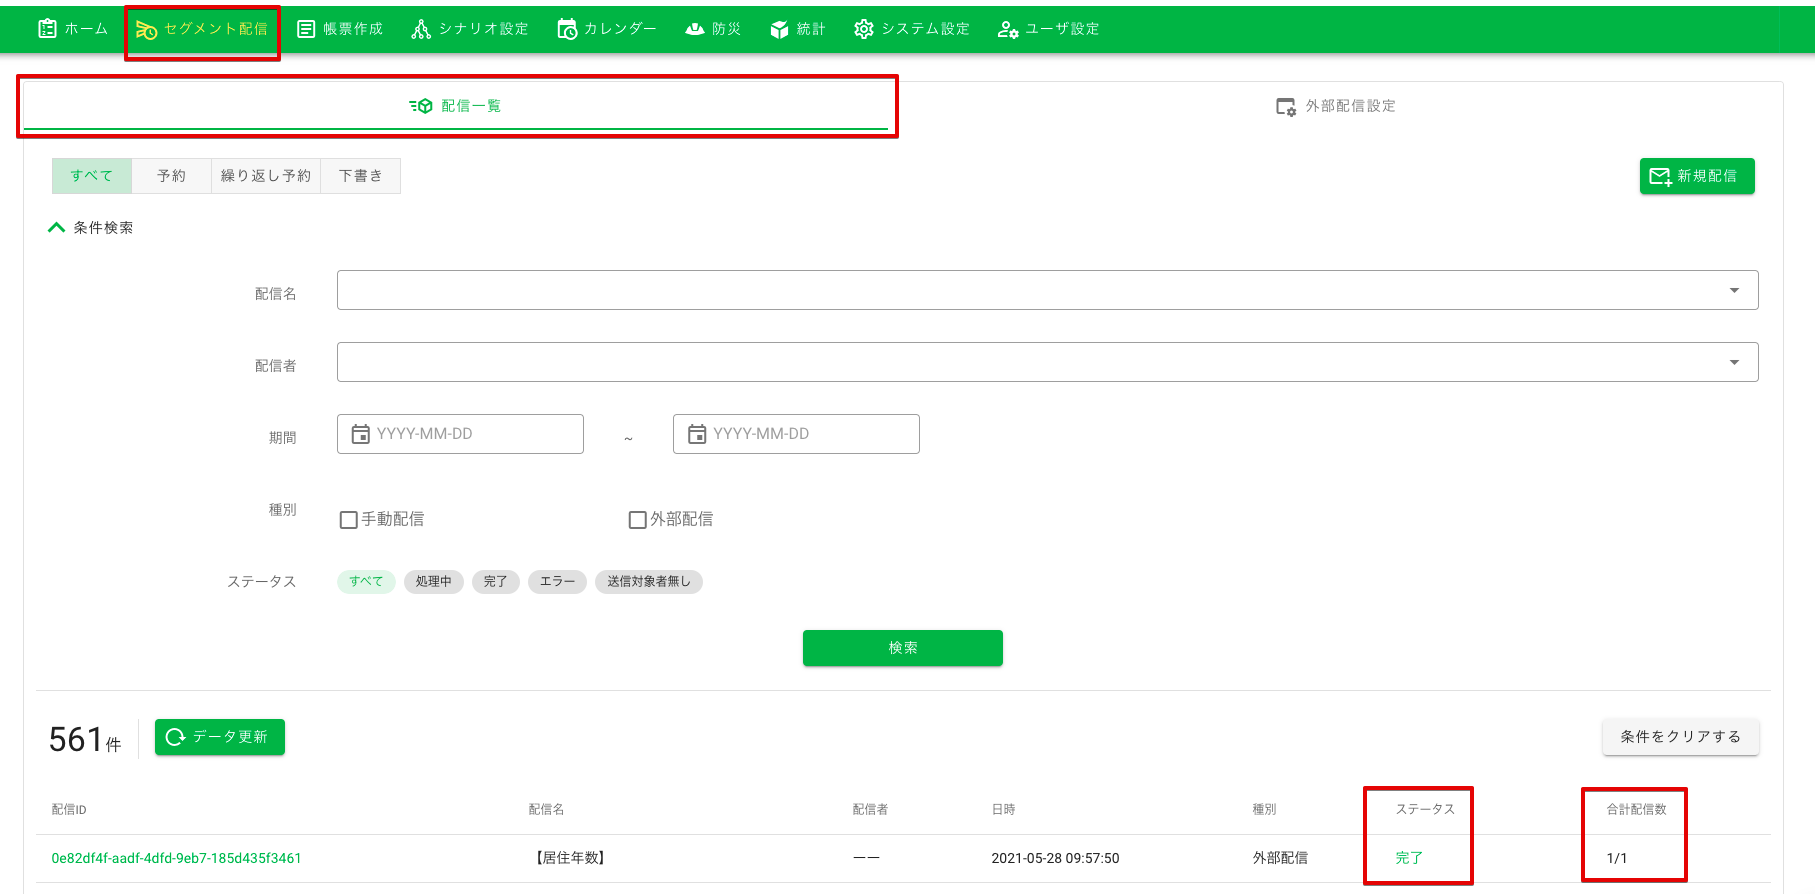 ホーム セグメント配信 帳票作成 シナリオ設定 カレンダー 防災 統計 システム設定 ユーザ設定
配信一覧 外部配信設定
すべて 予約 繰り返し予約 下書き 新規配信
条件検索
配信名
配信者
期間 YYYY-MM-DD ~ YYYY-MM-DD
種別 手動配信 外部配信
ステータス すべて 処理中 完了 エラー 送信対象者無し
検索
561件 データ更新 条件をクリアする
配信ID 配信名 配信者 日時 種別 ステータス 合計配信数
0e82df4f-aadf-4dfd-9eb7-185d435f3461 【居住年数】 ーー 2021-05-28 09:57:50 外部配信 完了 1/1